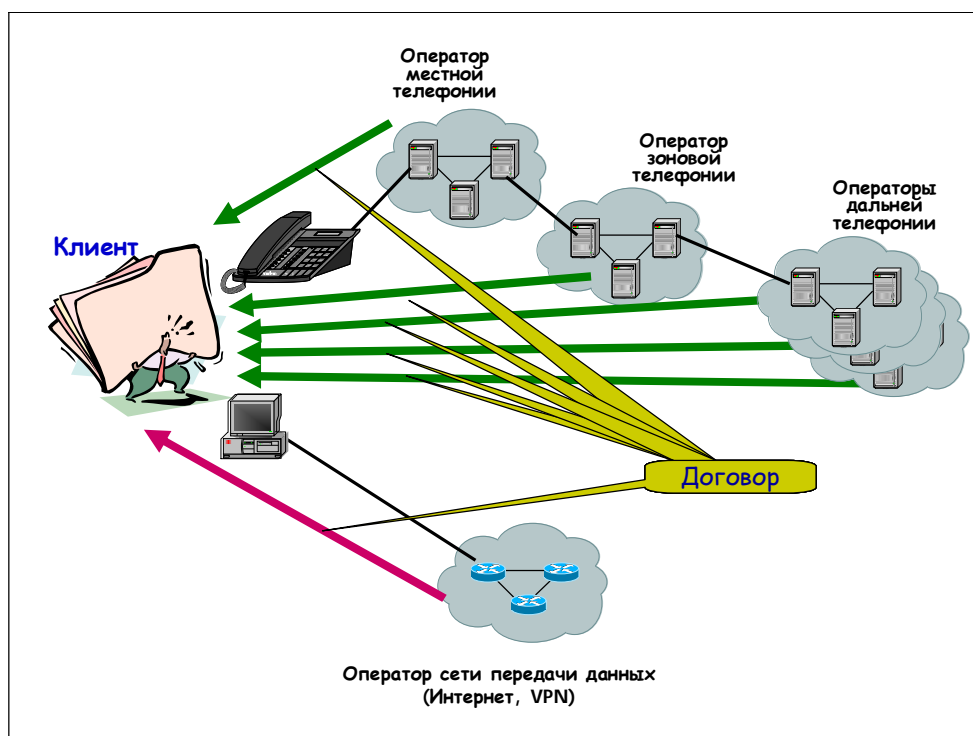 Оператор
местной
телефонии
Оператор
зоновой
телефонии
Операторы
дальней
телефонии
Клиент
Договор
Оператор сети передачи данных
(Интернет, VPN)